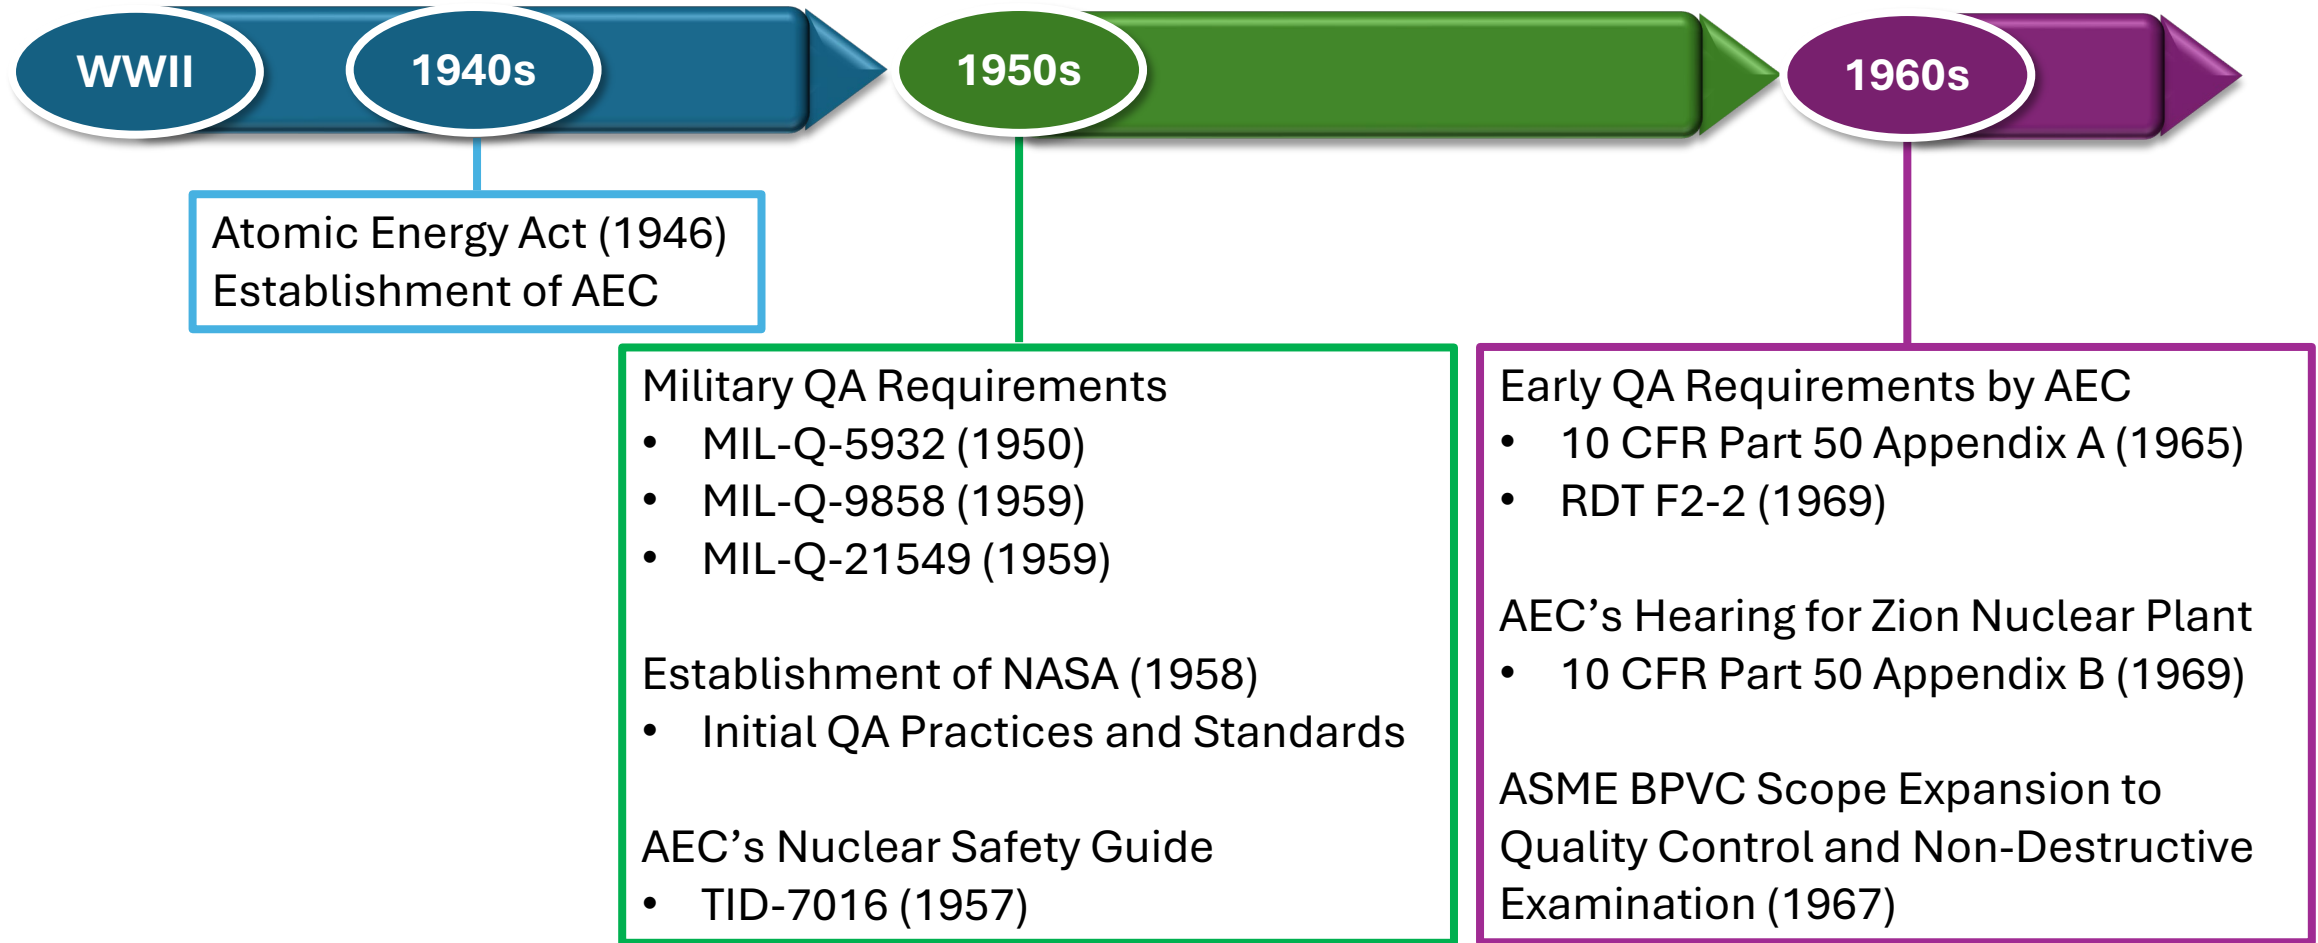 WWII
1940s
1950s
1960s
Atomic Energy Act (1946)
Establishment of AEC
Military QA Requirements
• MIL-Q-5932 (1950)
• MIL-Q-9858 (1959)
• MIL-Q-21549 (1959)
Establishment of NASA (1958)
• Initial QA Practices and Standards
AEC’s Nuclear Safety Guide
• TID-7016 (1957)
Early QA Requirements by AEC
• 10 CFR Part 50 Appendix A (1965)
• RDT F2-2 (1969)
AEC’s Hearing for Zion Nuclear Plant
• 10 CFR Part 50 Appendix B (1969)
ASME BPVC Scope Expansion to
Quality Control and Non-Destructive
Examination (1967)